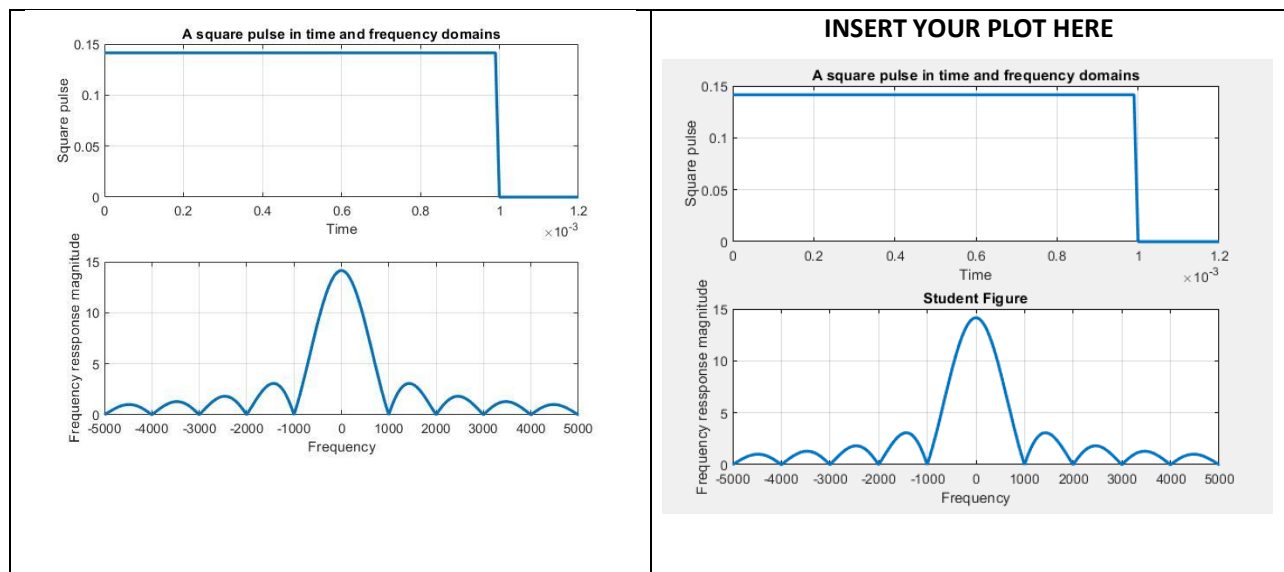 A square pulse in time and frequency domains
0.15
0.1
0.05
0
Square pulse
0 0.2 0.4 0.6 0.8 1 1.2
Time
×10⁻³
15
10
5
0
Frequency ressponse magnitude
-5000 -4000 -3000 -2000 -1000 0 1000 2000 3000 4000 5000
Frequency
INSERT YOUR PLOT HERE
A square pulse in time and frequency domains
0.15
0.1
0.05
0
Square pulse
0 0.2 0.4 0.6 0.8 1 1.2
Time
×10⁻³
Student Figure
15
10
5
0
Frequency ressponse magnitude
-5000 -4000 -3000 -2000 -1000 0 1000 2000 3000 4000 5000
Frequency